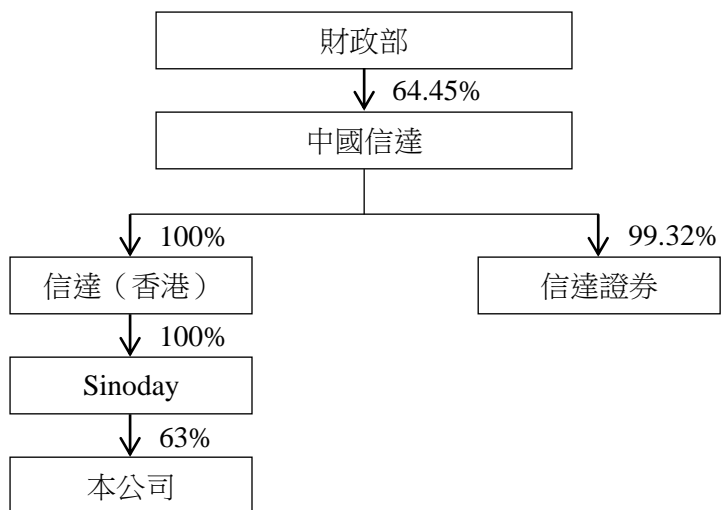 財政部
64.45%
中國信達
100%
99.32%
信達（香港）
信達證券
100%
Sinoday
63%
本公司